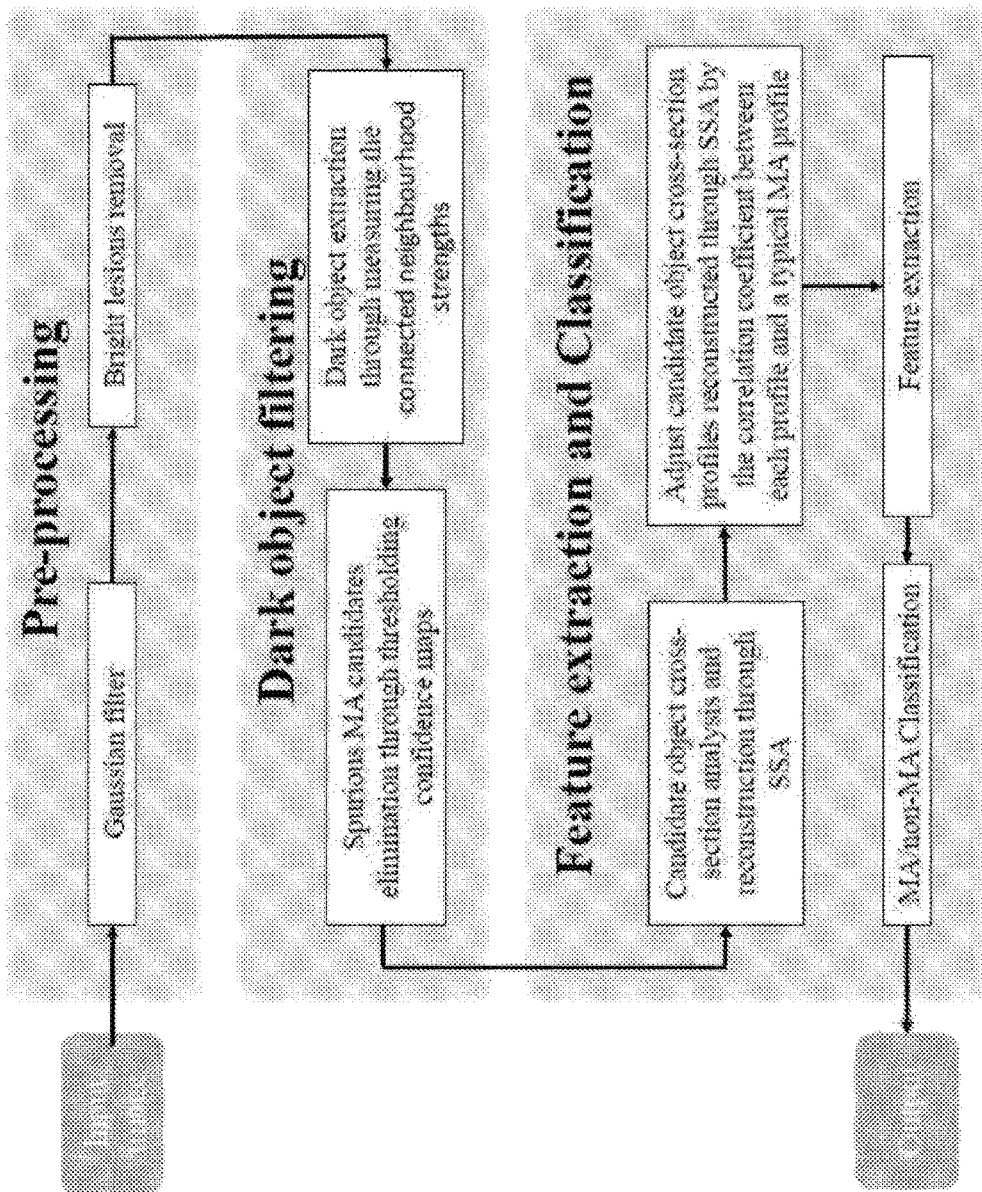 Pre-processing
Gaussian filter
Bright lesions removal
Dark object filtering
Dark object extraction
through measuring the
connected neighbourhood
strengths
Spurious MA candidates
elimination through thresholding
confidence maps
Feature extraction and Classification
Candidate object cross-
section analysis and
reconstruction through
SSA
Adjust candidate object cross-section
profiles reconstructed through SSA by
the correlation coefficient between
each profile and a typical MA profile
Feature extraction
MA/non-MA Classification
Output